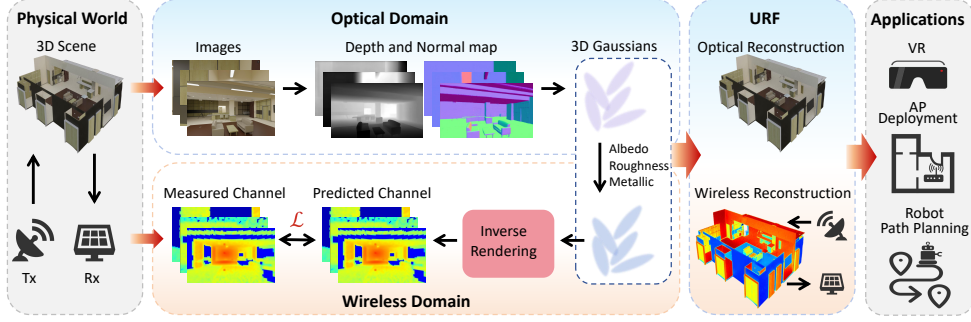 Physical World
3D Scene
Tx
Rx
Optical Domain
Images
Depth and Normal map
3D Gaussians
Albedo
Roughness
Metallic
Measured Channel
ℒ
Predicted Channel
Inverse
Rendering
Wireless Domain
URF
Optical Reconstruction
Wireless Reconstruction
Applications
VR
AP
Deployment
Robot
Path Planning